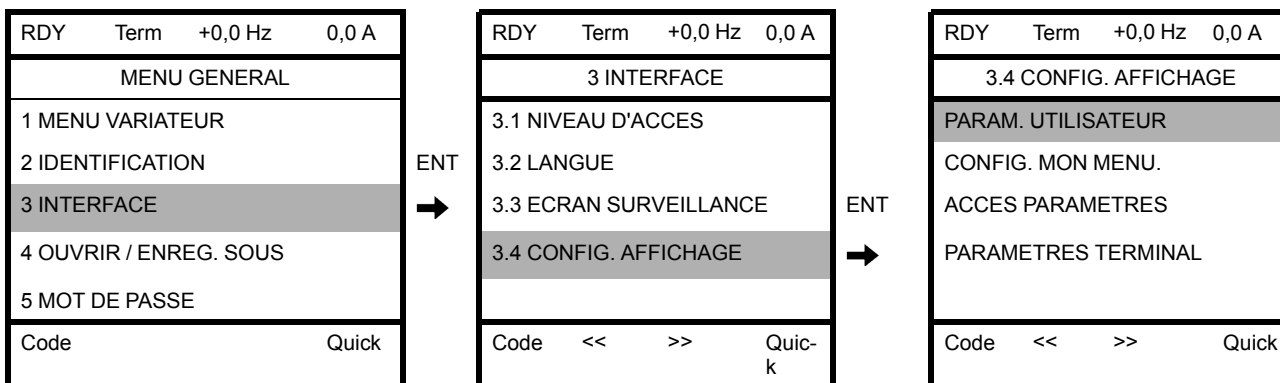 RDY Term +0,0 Hz 0,0 A
MENU GENERAL
1 MENU VARIATEUR
2 IDENTIFICATION
3 INTERFACE
4 OUVRIR / ENREG. SOUS
5 MOT DE PASSE
Code Quick
ENT
RDY Term +0,0 Hz 0,0 A
3 INTERFACE
3.1 NIVEAU D'ACCES
3.2 LANGUE
3.3 ECRAN SURVEILLANCE
3.4 CONFIG. AFFICHAGE
Code << >> Quic-
k
ENT
RDY Term +0,0 Hz 0,0 A
3.4 CONFIG. AFFICHAGE
PARAM. UTILISATEUR
CONFIG. MON MENU.
ACCES PARAMETRES
PARAMETRES TERMINAL
Code << >> Quick